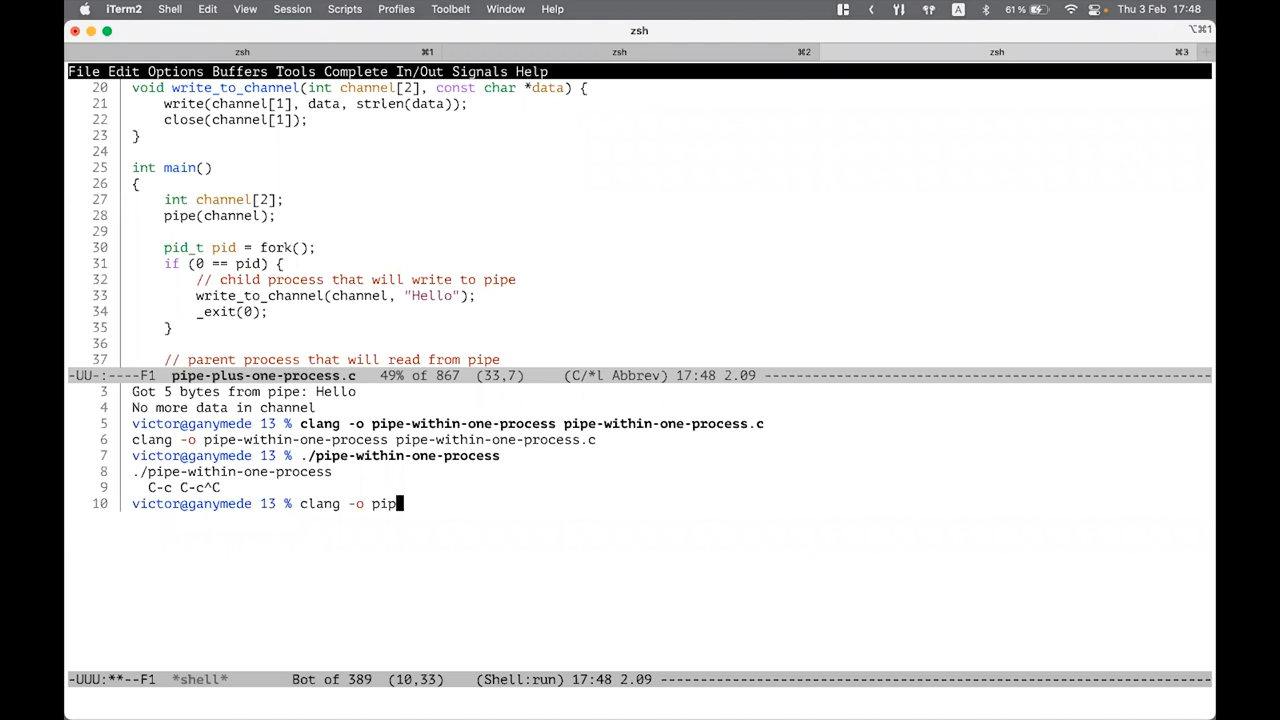 iTerm2 Shell Edit View Session Scripts Profiles Toolbelt Window Help A 61% Thu 3 Feb 17:48
zsh ⌥⌘1
zsh ⌘1 zsh ⌘2 zsh ⌘3
File Edit Options Buffers Tools Complete In/Out Signals Help
20 void write_to_channel(int channel[2], const char *data) {
21 write(channel[1], data, strlen(data));
22 close(channel[1]);
23 }
24
25 int main()
26 {
27 int channel[2];
28 pipe(channel);
29
30 pid_t pid = fork();
31 if (0 == pid) {
32 // child process that will write to pipe
33 write_to_channel(channel, "Hello");
34 _exit(0);
35 }
36
37 // parent process that will read from pipe
-UU-:----F1 pipe-plus-one-process.c 49% of 867 (33,7) (C/*l Abbrev) 17:48 2.09 --------------------------------------------------------
3 Got 5 bytes from pipe: Hello
4 No more data in channel
5 victor@ganymede 13 % clang -o pipe-within-one-process pipe-within-one-process.c
6 clang -o pipe-within-one-process pipe-within-one-process.c
7 victor@ganymede 13 % ./pipe-within-one-process
8 ./pipe-within-one-process
9 C-c C-c^C
10 victor@ganymede 13 % clang -o pip
-UUU:**--F1 *shell* Bot of 389 (10,33) (Shell:run) 17:48 2.09 ---------------------------------------------------------------------